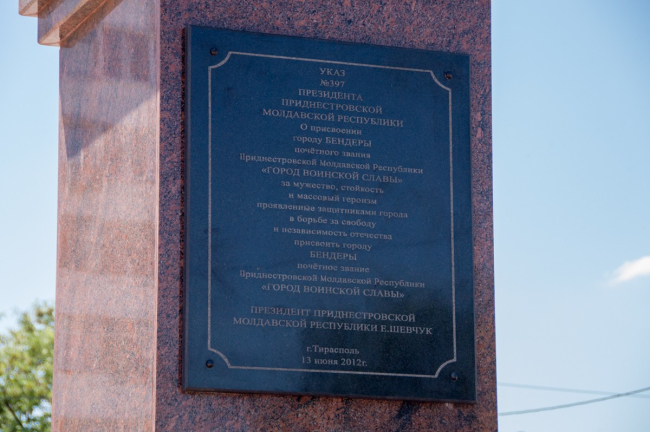 УКАЗ
№397
ПРЕЗИДЕНТА
ПРИДНЕСТРОВСКОЙ
МОЛДАВСКОЙ РЕСПУБЛИКИ
О присвоении
городу БЕНДЕРЫ
почётного звания
Приднестровской Молдавской Республики
«ГОРОД ВОИНСКОЙ СЛАВЫ»
за мужество, стойкость
и массовый героизм
проявленные защитниками города
в борьбе за свободу
и независимость отечества
присвоить городу
БЕНДЕРЫ
почётное звание
Приднестровской Молдавской Республики
«ГОРОД ВОИНСКОЙ СЛАВЫ»
ПРЕЗИДЕНТ ПРИДНЕСТРОВСКОЙ
МОЛДАВСКОЙ РЕСПУБЛИКИ Е.ШЕВЧУК
г.Тирасполь
13 июня 2012г.